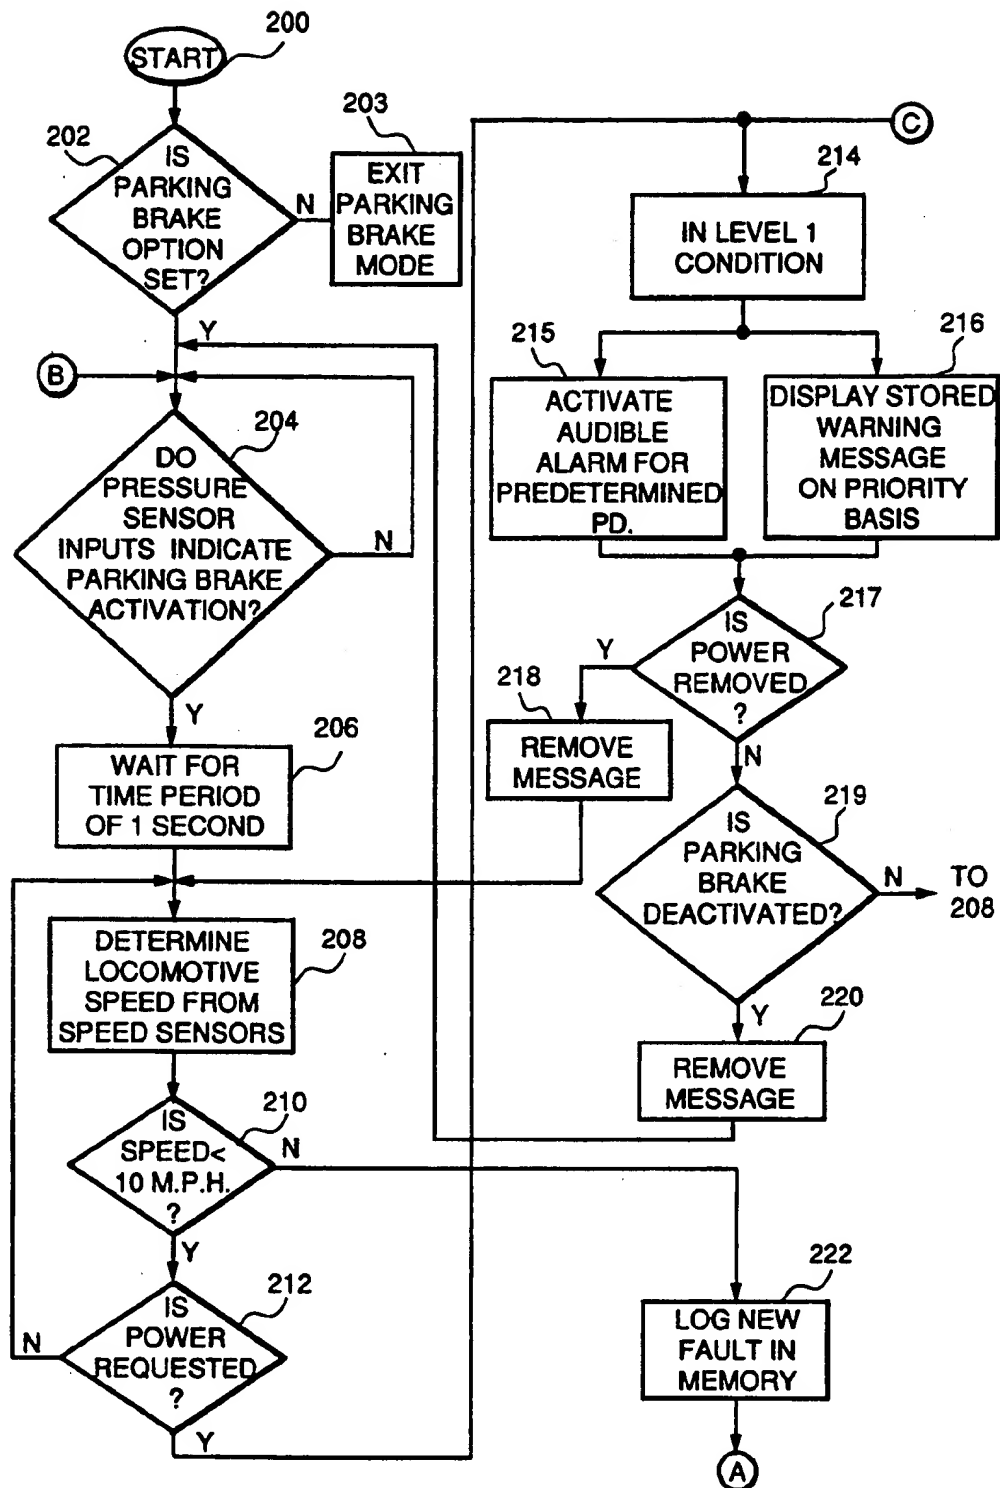 200
START
202
IS
PARKING
BRAKE
OPTION
SET?
N
203
EXIT
PARKING
BRAKE
MODE
Y
B
204
DO
PRESSURE
SENSOR
INPUTS INDICATE
PARKING BRAKE
ACTIVATION?
N
Y
206
WAIT FOR
TIME PERIOD
OF 1 SECOND
208
DETERMINE
LOCOMOTIVE
SPEED FROM
SPEED SENSORS
210
IS
SPEED<
10 M.P.H.
?
N
Y
212
IS
POWER
REQUESTED
?
N
Y
C
214
IN LEVEL 1
CONDITION
215
ACTIVATE
AUDIBLE
ALARM FOR
PREDETERMINED
PD.
216
DISPLAY STORED
WARNING
MESSAGE
ON PRIORITY
BASIS
217
IS
POWER
REMOVED
?
Y
218
REMOVE
MESSAGE
N
219
IS
PARKING
BRAKE
DEACTIVATED?
N
TO
208
Y
220
REMOVE
MESSAGE
222
LOG NEW
FAULT IN
MEMORY
A